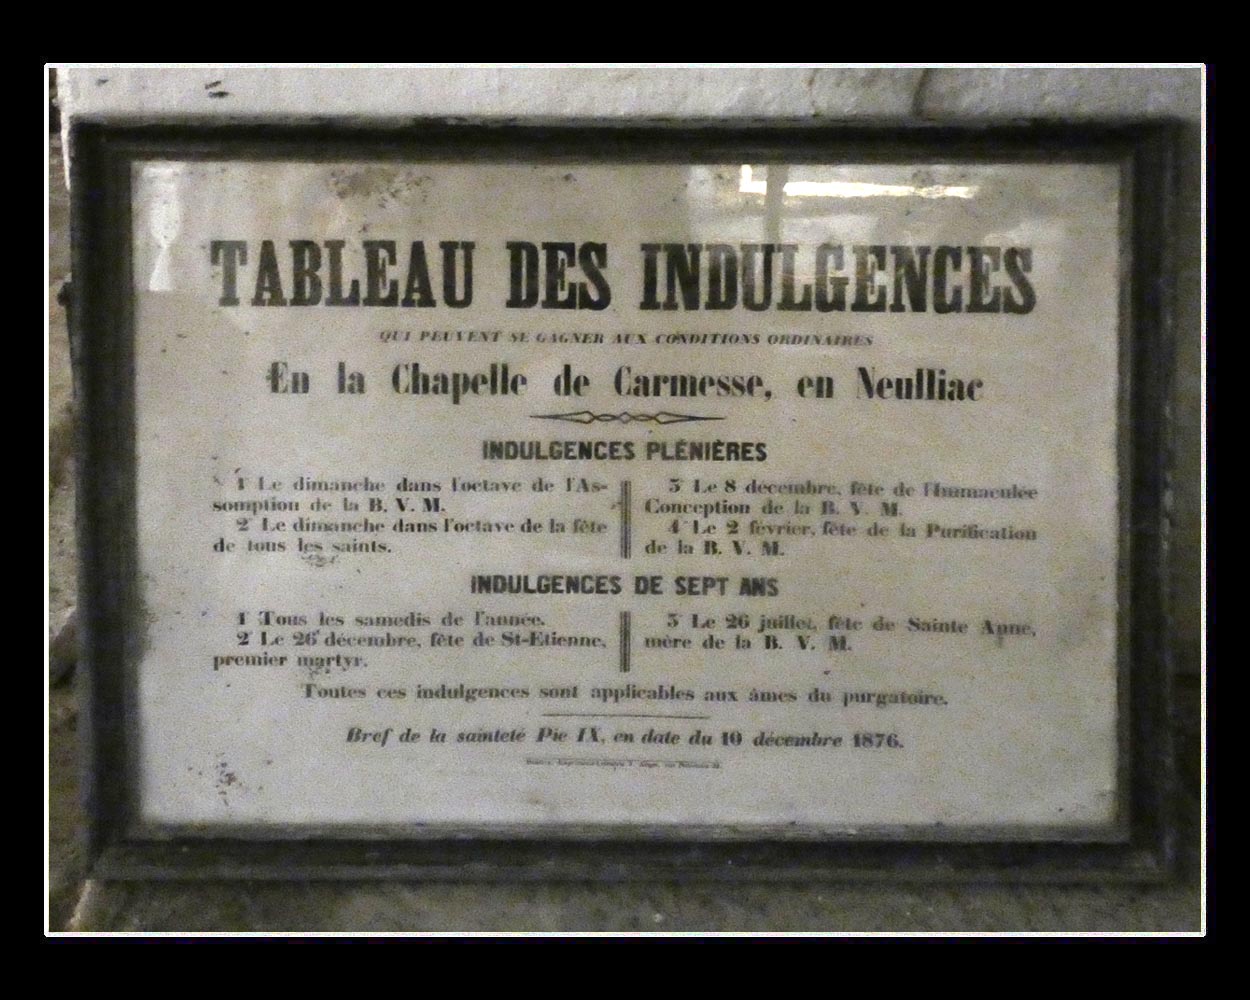 TABLEAU DES INDULGENCES
QUI PEUVENT SE GAGNER AUX CONDITIONS ORDINAIRES
En la Chapelle de Carmesse, en Neulliac
INDULGENCES PLÉNIÈRES
1° Le dimanche dans l'octave de l'As-
somption de la B. V. M.
2° Le dimanche dans l'octave de la fête
de tous les saints.
3° Le 8 décembre, fête de l'Immaculée
Conception de la B. V. M.
4° Le 2 février, fête de la Purification
de la B. V. M.
INDULGENCES DE SEPT ANS
1° Tous les samedis de l'année.
2° Le 26 décembre, fête de St-Etienne,
premier martyr.
3° Le 26 juillet, fête de Sainte Anne,
mère de la B. V. M.
Toutes ces indulgences sont applicables aux âmes du purgatoire.
Bref de la sainteté Pie IX, en date du 10 décembre 1876.